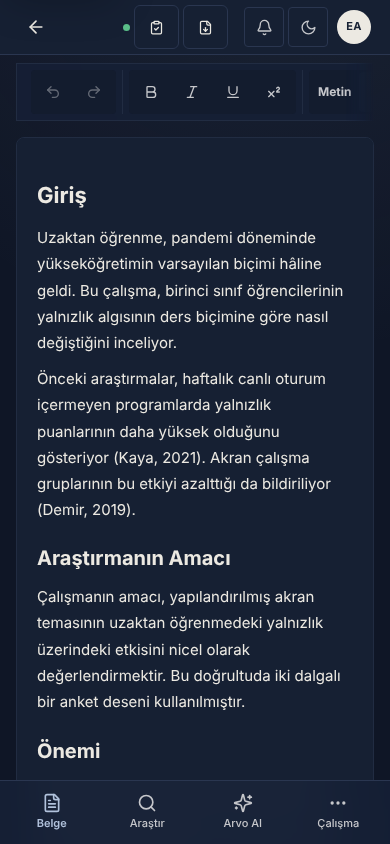 EA
B I U x²
Metin
Giriş
Uzaktan öğrenme, pandemi döneminde
yükseköğretimin varsayılan biçimi hâline
geldi. Bu çalışma, birinci sınıf öğrencilerinin
yalnızlık algısının ders biçimine göre nasıl
değiştiğini inceliyor.
Önceki araştırmalar, haftalık canlı oturum
içermeyen programlarda yalnızlık
puanlarının daha yüksek olduğunu
gösteriyor (Kaya, 2021). Akran çalışma
gruplarının bu etkiyi azalttığı da bildiriliyor
(Demir, 2019).
Araştırmanın Amacı
Çalışmanın amacı, yapılandırılmış akran
temasının uzaktan öğrenmedeki yalnızlık
üzerindeki etkisini nicel olarak
değerlendirmektir. Bu doğrultuda iki dalgalı
bir anket deseni kullanılmıştır.
Önemi
Belge
Araştır
Arvo AI
Çalışma